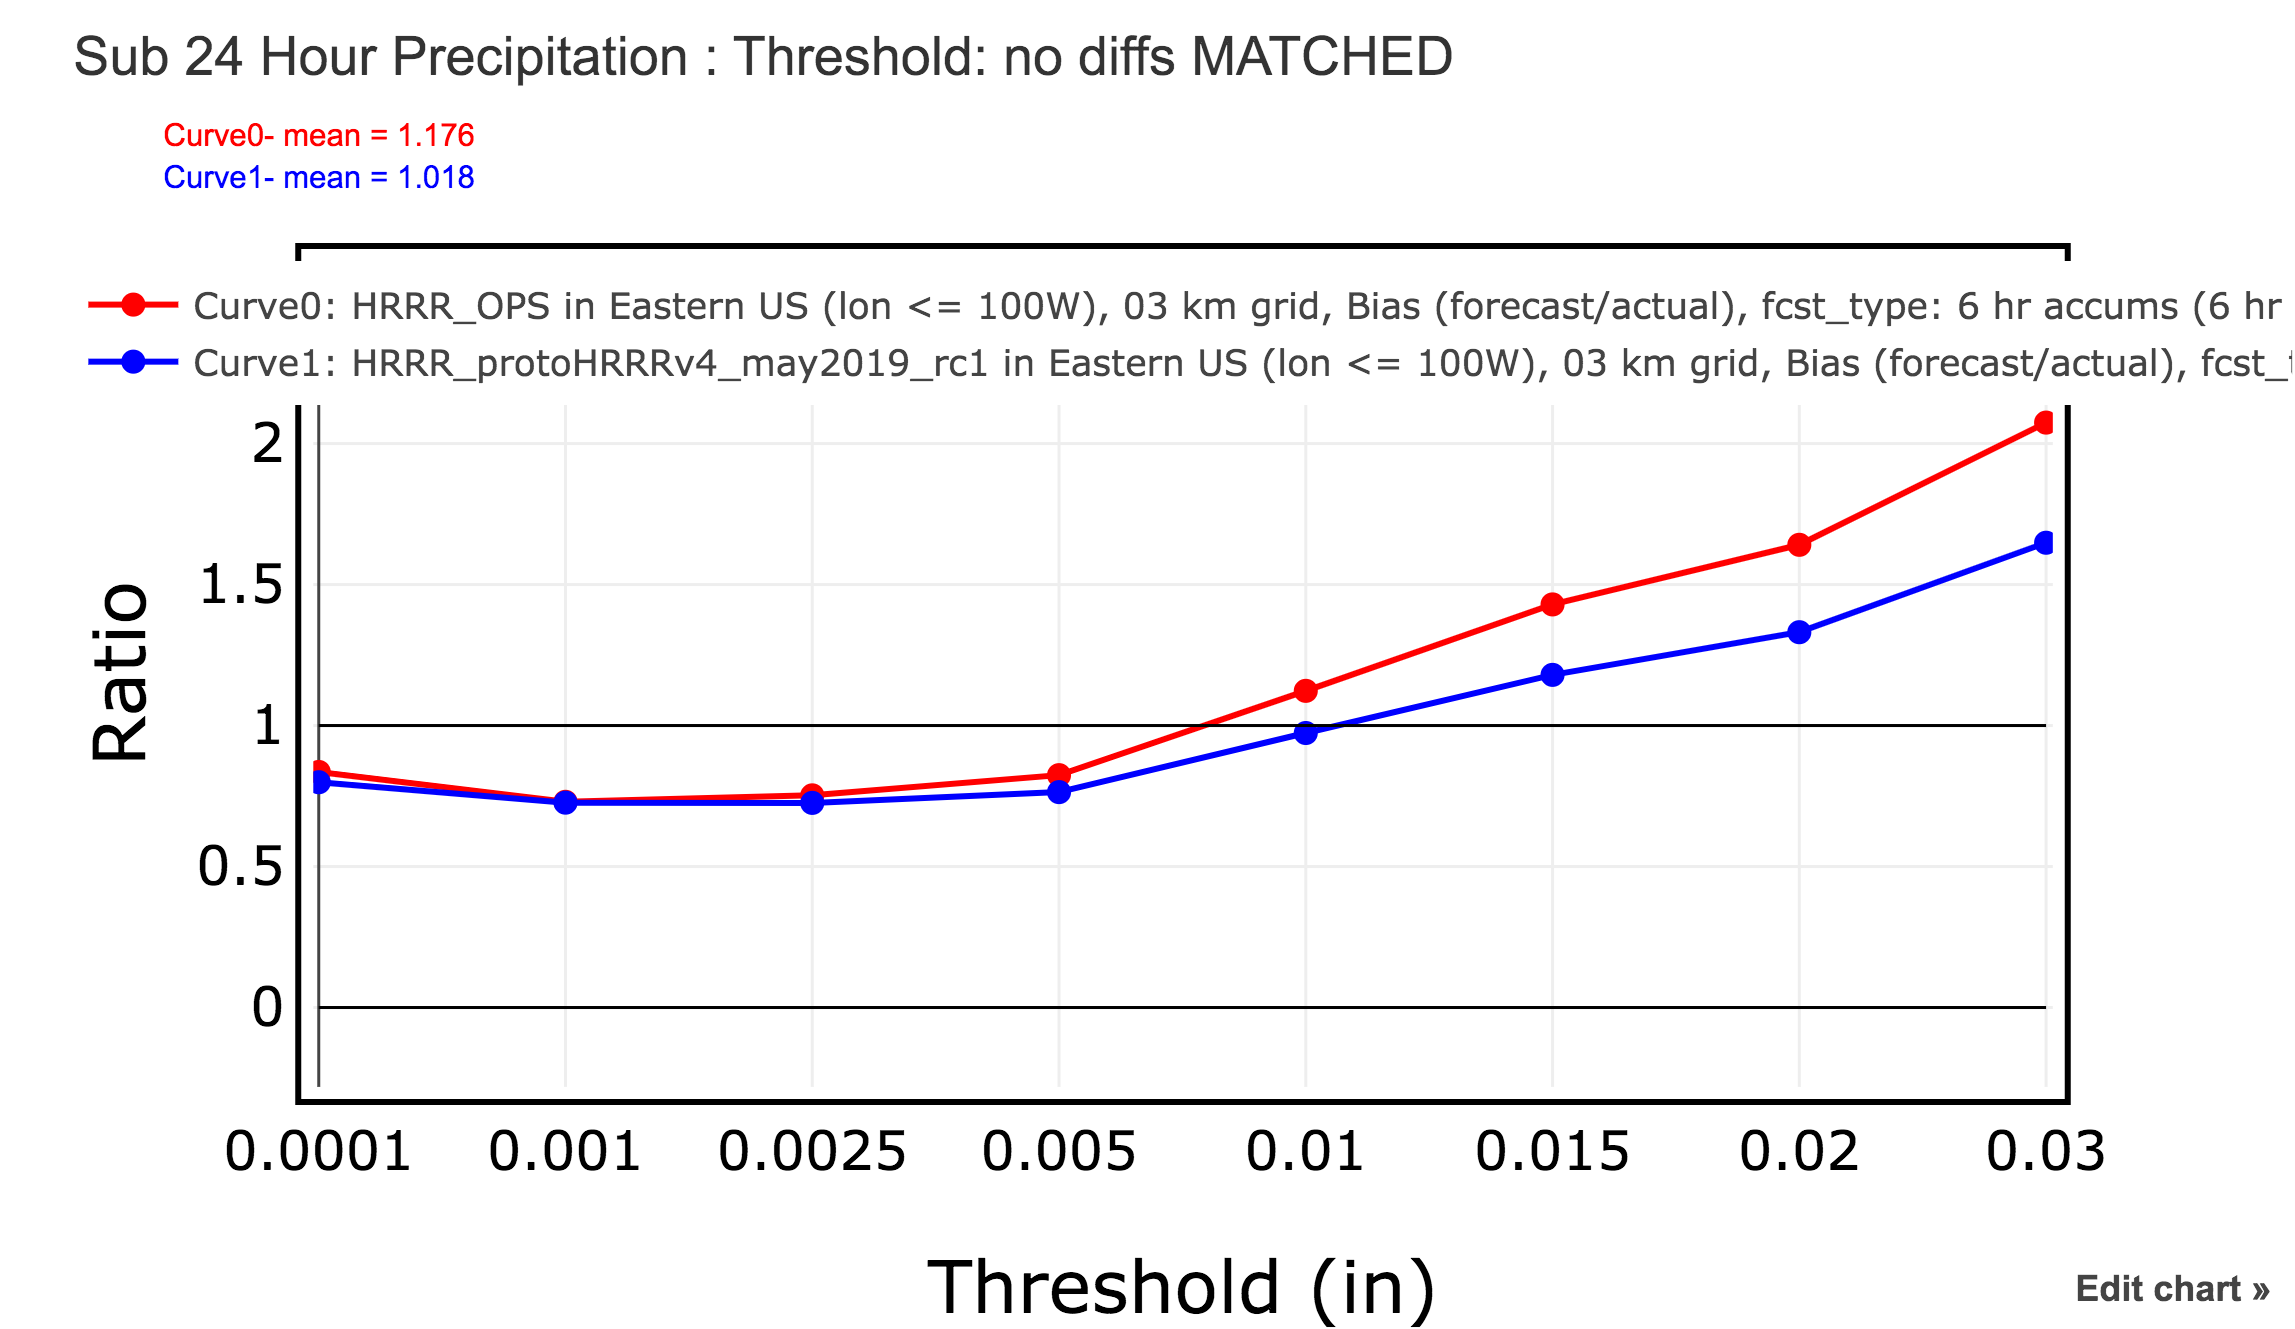 Sub 24 Hour Precipitation : Threshold: no diffs MATCHED
Curve0- mean = 1.176
Curve1- mean = 1.018
Curve0: HRRR_OPS in Eastern US (lon <= 100W), 03 km grid, Bias (forecast/actual), fcst_type: 6 hr accums (6 hr
Curve1: HRRR_protoHRRRv4_may2019_rc1 in Eastern US (lon <= 100W), 03 km grid, Bias (forecast/actual), fcst_
2
1.5
1
0.5
0
Ratio
0.0001 0.001 0.0025 0.005 0.01 0.015 0.02 0.03
Threshold (in)
Edit chart »